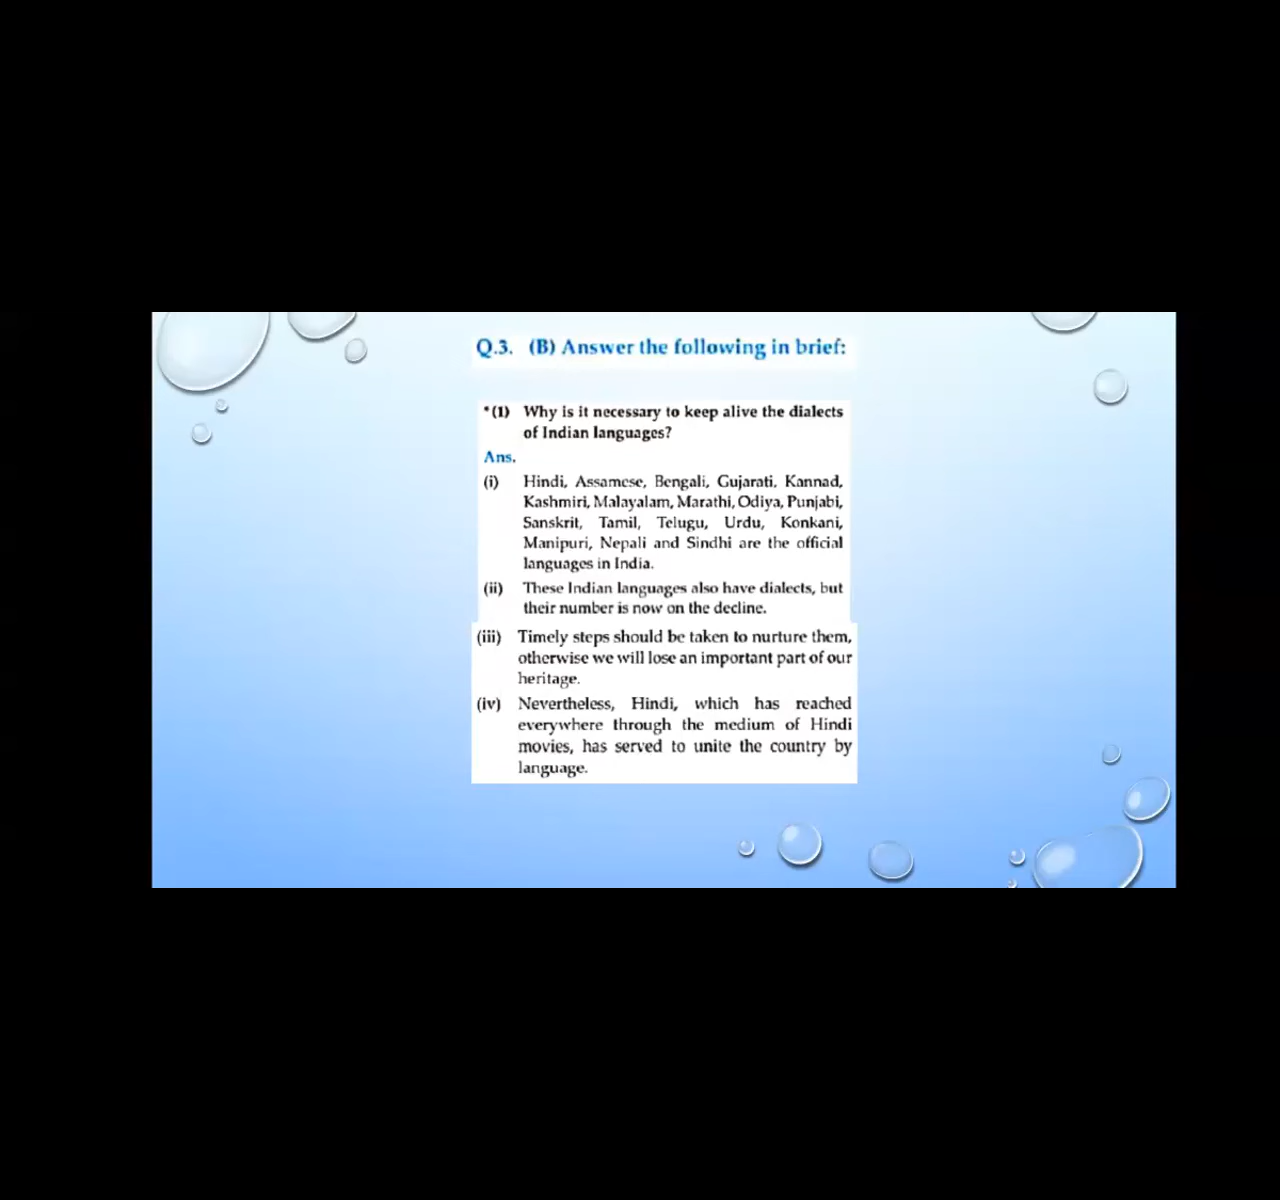 Q.3. (B) Answer the following in brief:
*(1) Why is it necessary to keep alive the dialects
of Indian languages?
Ans.
(i) Hindi, Assamese, Bengali, Gujarati, Kannad,
Kashmiri, Malayalam, Marathi, Odiya, Punjabi,
Sanskrit, Tamil, Telugu, Urdu, Konkani,
Manipuri, Nepali and Sindhi are the official
languages in India.
(ii) These Indian languages also have dialects, but
their number is now on the decline.
(iii) Timely steps should be taken to nurture them,
otherwise we will lose an important part of our
heritage.
(iv) Nevertheless, Hindi, which has reached
everywhere through the medium of Hindi
movies, has served to unite the country by
language.